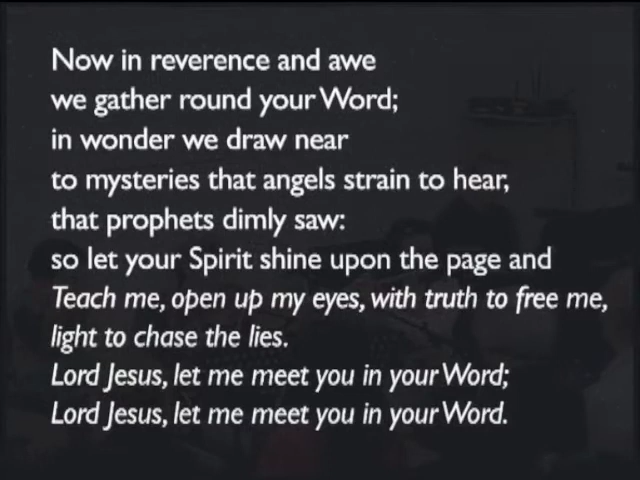 Now in reverence and awe
we gather round your Word;
in wonder we draw near
to mysteries that angels strain to hear,
that prophets dimly saw:
so let your Spirit shine upon the page and
Teach me, open up my eyes, with truth to free me,
light to chase the lies.
Lord Jesus, let me meet you in your Word;
Lord Jesus, let me meet you in your Word.